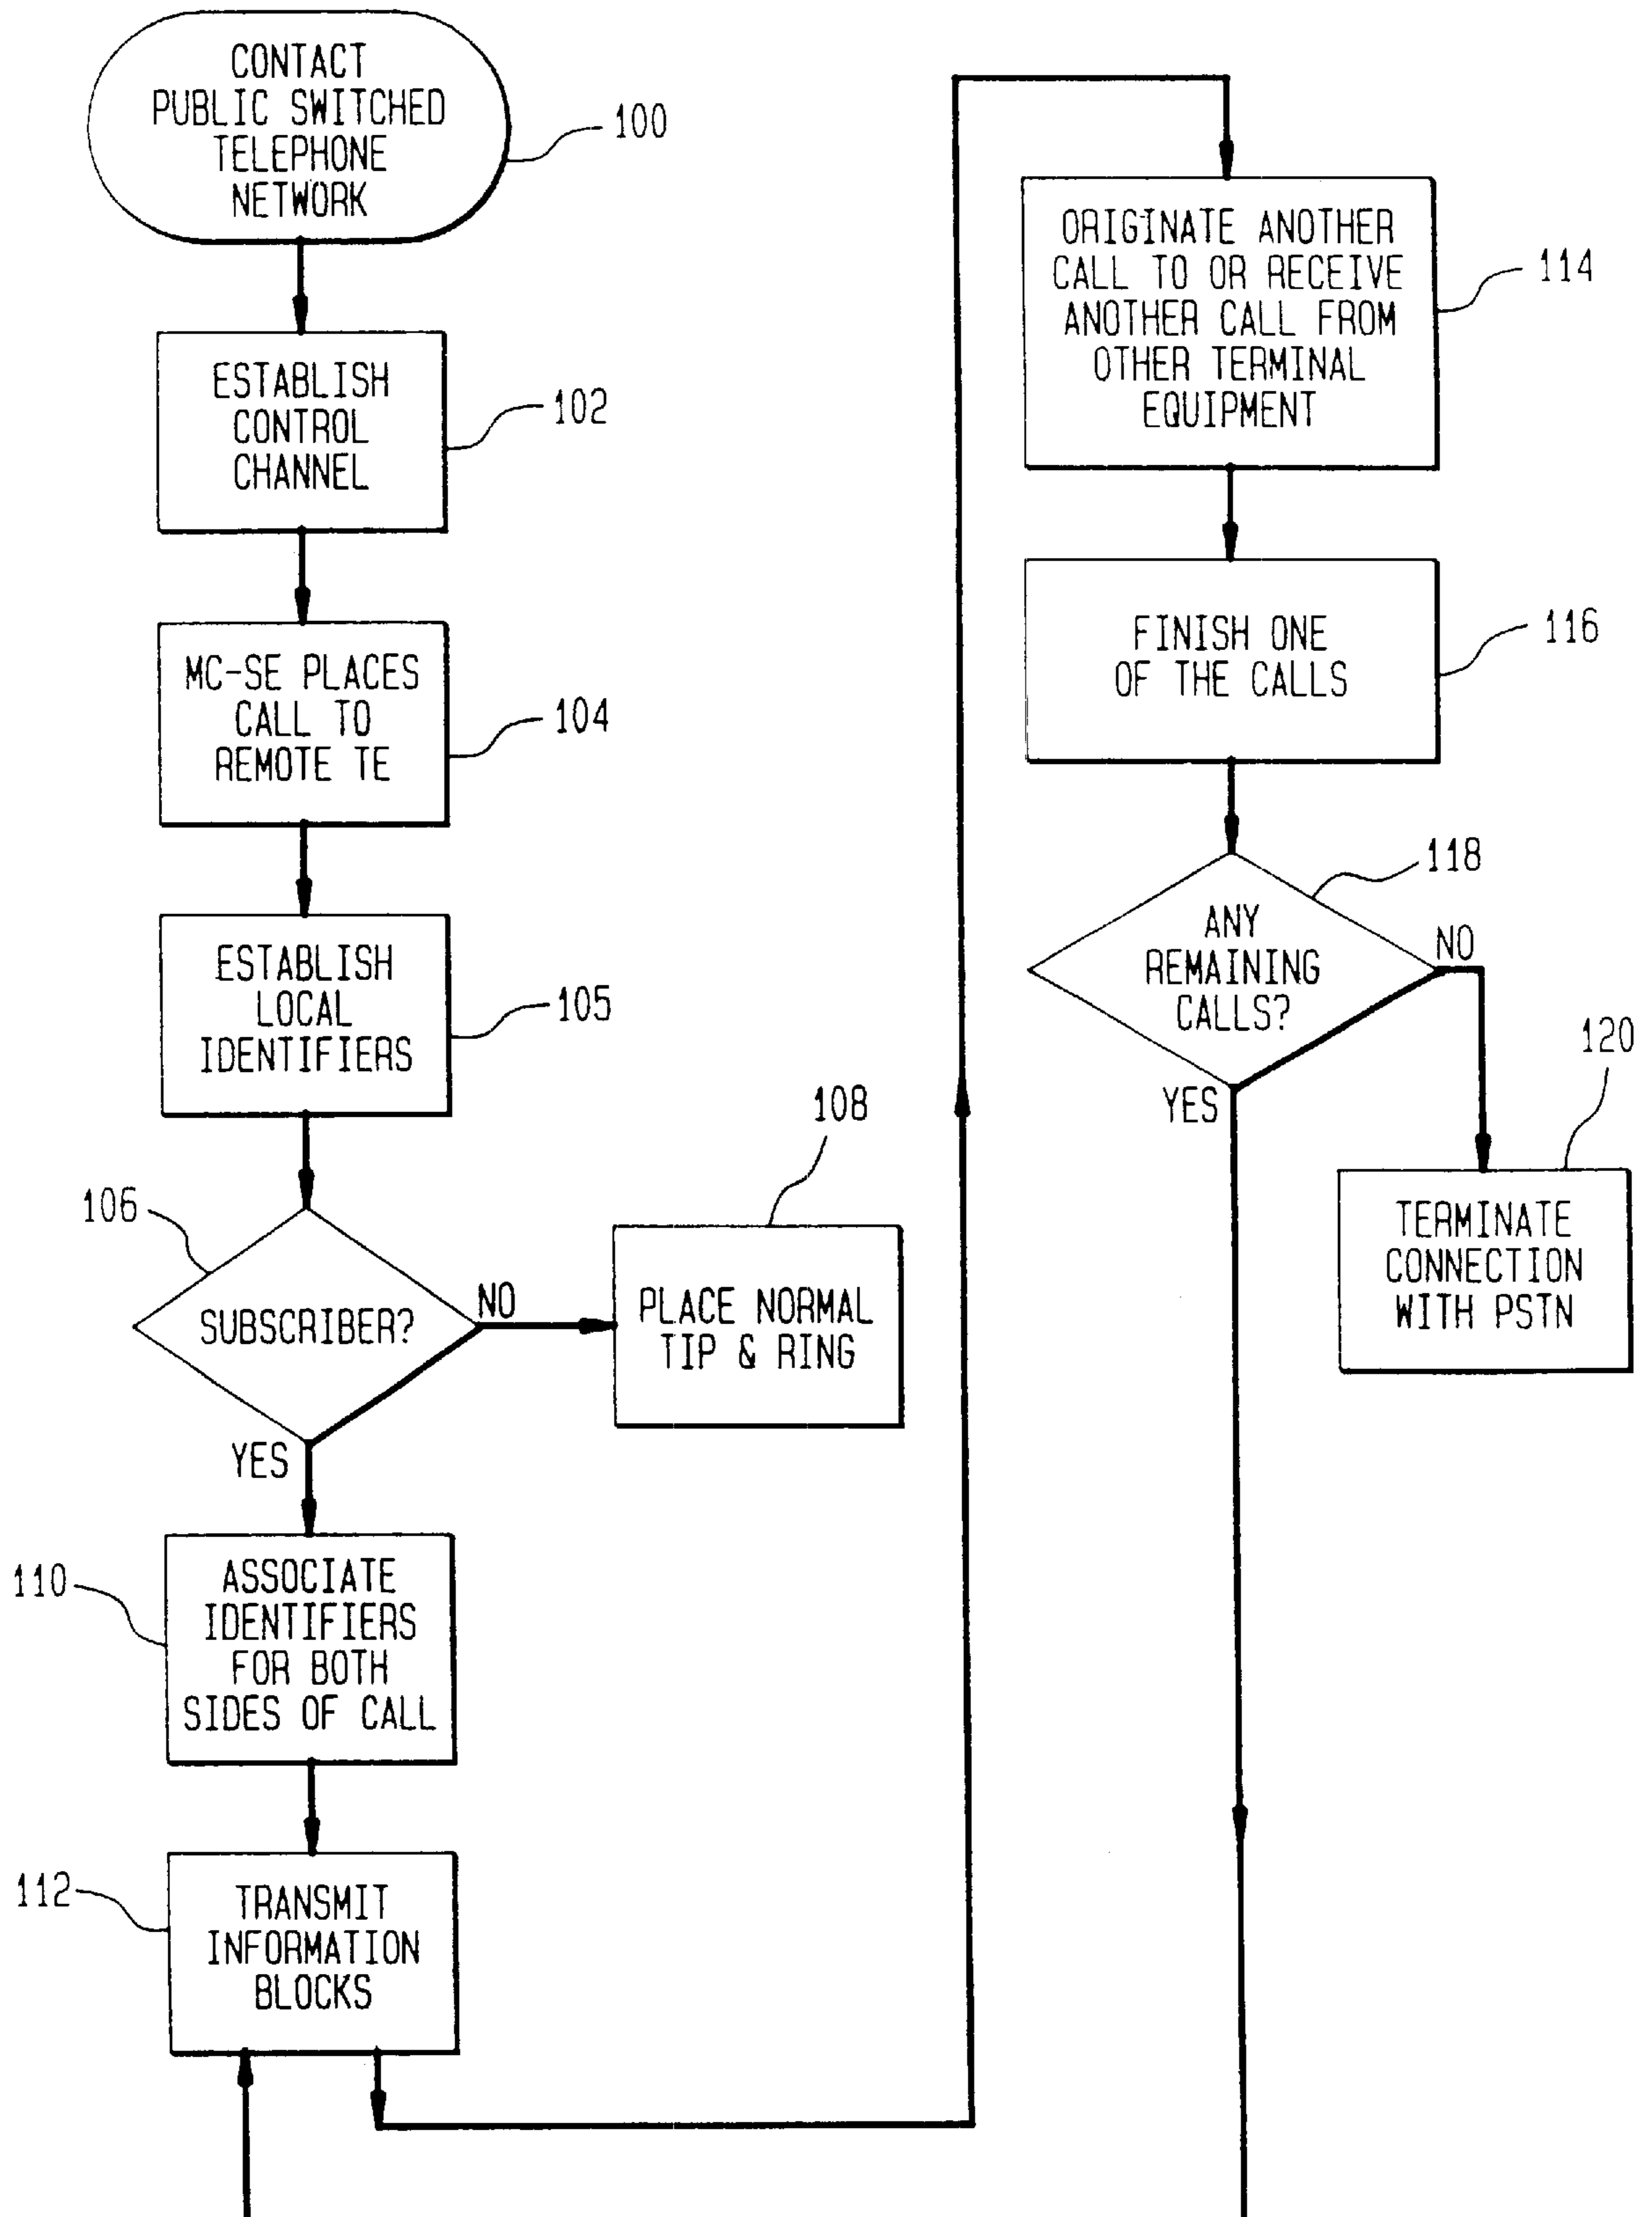 CONTACT
PUBLIC SWITCHED
TELEPHONE
NETWORK
100
ESTABLISH
CONTROL
CHANNEL
102
MC-SE PLACES
CALL TO
REMOTE TE
104
ESTABLISH
LOCAL
IDENTIFIERS
105
106
SUBSCRIBER?
NO
YES
108
PLACE NORMAL
TIP & RING
110
ASSOCIATE
IDENTIFIERS
FOR BOTH
SIDES OF CALL
112
TRANSMIT
INFORMATION
BLOCKS
ORIGINATE ANOTHER
CALL TO OR RECEIVE
ANOTHER CALL FROM
OTHER TERMINAL
EQUIPMENT
114
FINISH ONE
OF THE CALLS
116
118
ANY
REMAINING
CALLS?
NO
YES
120
TERMINATE
CONNECTION
WITH PSTN